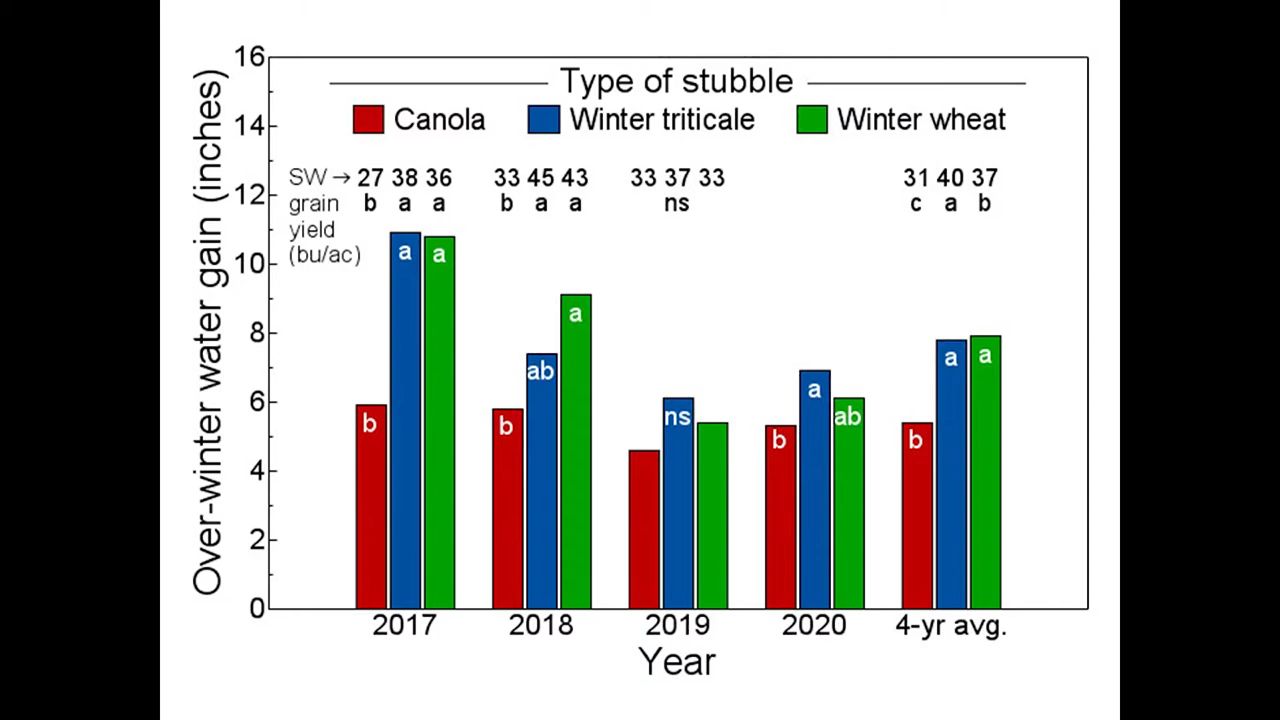 Type of stubble
Canola Winter triticale Winter wheat
SW → 27 38 36 33 45 43 33 37 33 31 40 37
grain b a a b a a ns c a b
yield
(bu/ac)
a a
a
ab
a a
a
b b ns b ab b
16
14
12
10
8
6
4
2
0
Over-winter water gain (inches)
2017 2018 2019 2020 4-yr avg.
Year